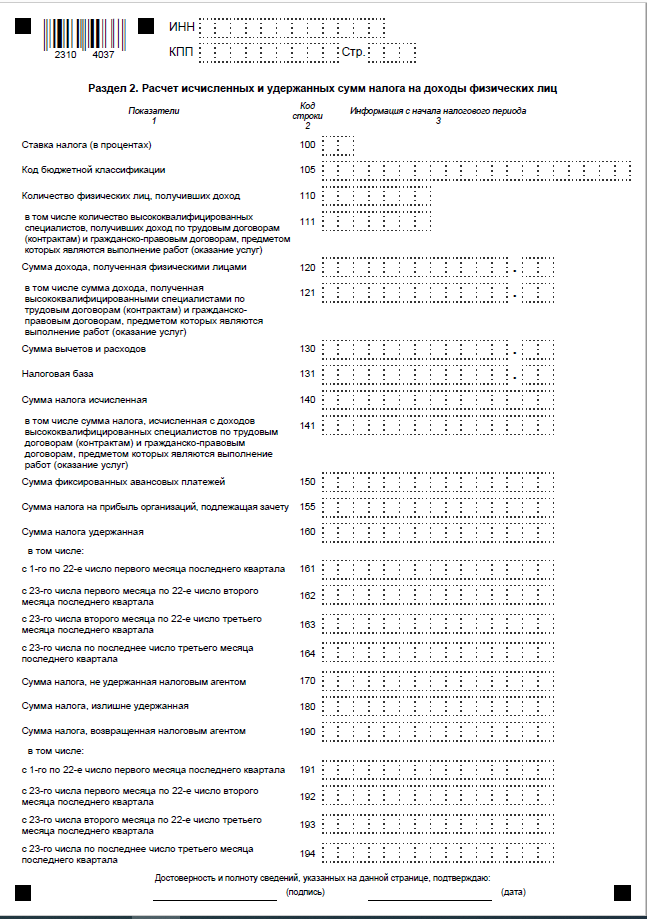 ИНН
2310 4037
КПП Стр.
Раздел 2. Расчет исчисленных и удержанных сумм налога на доходы физических лиц
Показатели
1
Код
строки
2
Информация с начала налогового периода
3
Ставка налога (в процентах) 100
Код бюджетной классификации 105
Количество физических лиц, получивших доход 110
в том числе количество высококвалифицированных
специалистов, получивших доход по трудовым договорам
(контрактам) и гражданско-правовым договорам, предметом
которых являются выполнение работ (оказание услуг)
111
Сумма дохода, полученная физическими лицами 120 .
в том числе сумма дохода, полученная
высококвалифицированными специалистами по
трудовым договорам (контрактам) и гражданско-
правовым договорам, предметом которых являются
выполнение работ (оказание услуг)
121 .
Сумма вычетов и расходов 130 .
Налоговая база 131 .
Сумма налога исчисленная 140
в том числе сумма налога, исчисленная с доходов
высококвалифицированных специалистов по трудовым
договорам (контрактам) и гражданско-правовым
договорам, предметом которых являются выполнение
работ (оказание услуг)
141
Сумма фиксированных авансовых платежей 150
Сумма налога на прибыль организаций, подлежащая зачету 155
Сумма налога удержанная 160
в том числе:
с 1-го по 22-е число первого месяца последнего квартала 161
с 23-го числа первого месяца по 22-е число второго
месяца последнего квартала
162
с 23-го числа второго месяца по 22-е число третьего
месяца последнего квартала
163
с 23-го числа по последнее число третьего месяца
последнего квартала
164
Сумма налога, не удержанная налоговым агентом 170
Сумма налога, излишне удержанная 180
Сумма налога, возвращенная налоговым агентом 190
в том числе:
с 1-го по 22-е число первого месяца последнего квартала 191
с 23-го числа первого месяца по 22-е число второго
месяца последнего квартала
192
с 23-го числа второго месяца по 22-е число третьего
месяца последнего квартала
193
с 23-го числа по последнее число третьего месяца
последнего квартала
194
Достоверность и полноту сведений, указанных на данной странице, подтверждаю:
(подпись) (дата)